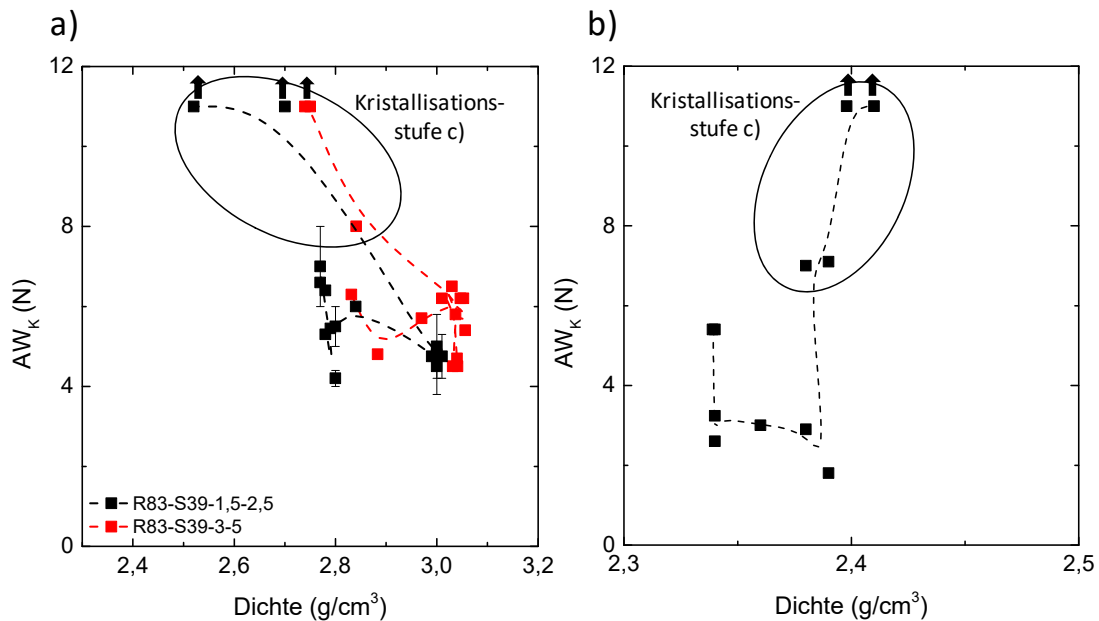 a)
12
8
4
0
AW_K (N)
2,4
2,6
2,8
3,0
3,2
Dichte (g/cm³)
Kristallisations-
stufe c)
R83-S39-1,5-2,5
R83-S39-3-5
b)
12
8
4
0
AW_K (N)
2,3
2,4
2,5
Dichte (g/cm³)
Kristallisations-
stufe c)